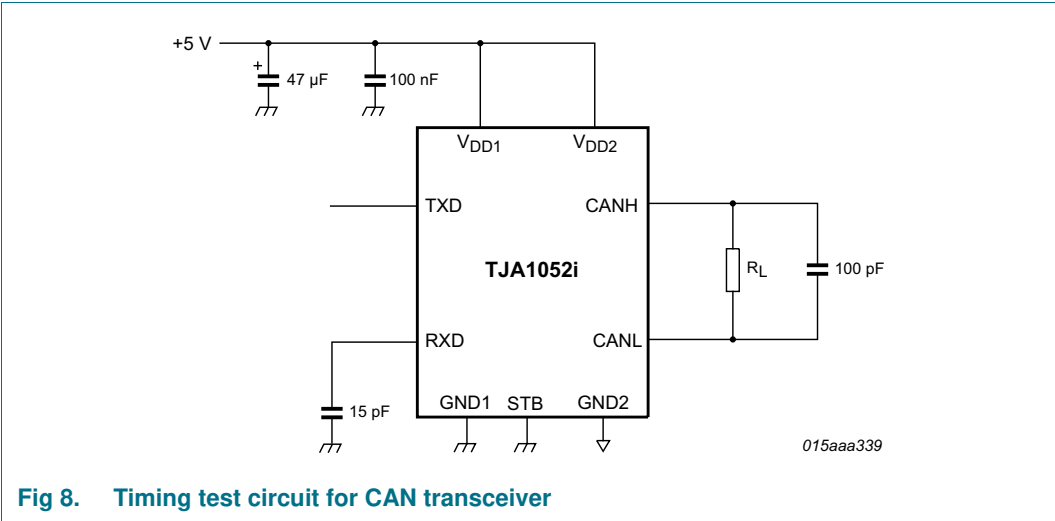 +5 V
+
47 µF
100 nF
VDD1
VDD2
TXD
CANH
TJA1052i
RL
100 pF
RXD
CANL
15 pF
GND1 STB GND2
015aaa339
Fig 8. Timing test circuit for CAN transceiver